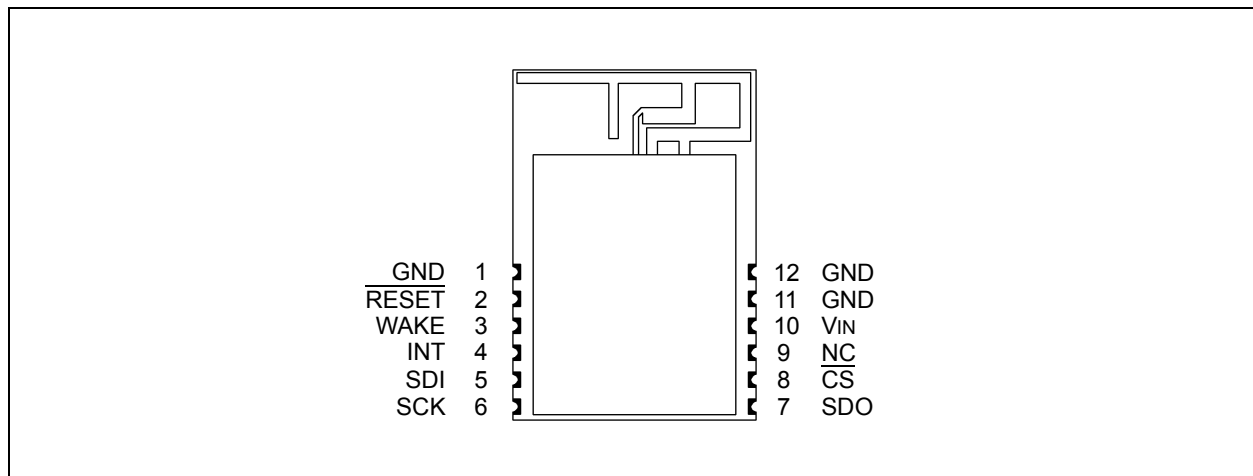 GND 1
RESET 2
WAKE 3
INT 4
SDI 5
SCK 6
12 GND
11 GND
10 VIN
9 NC
8 CS
7 SDO